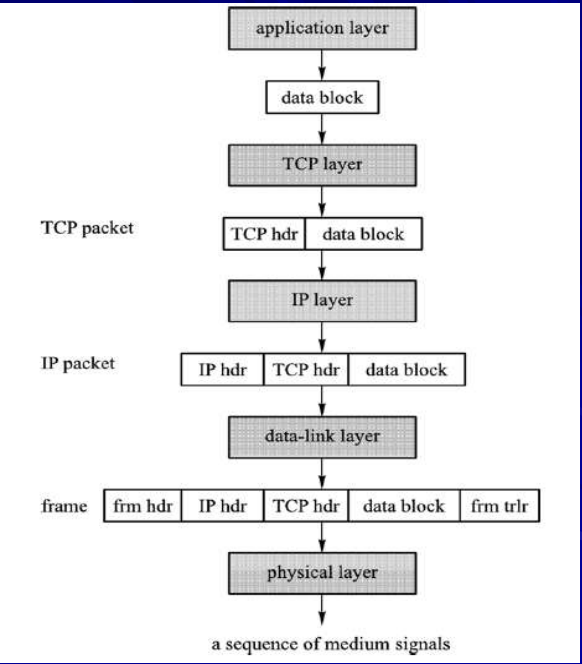 application layer
data block
TCP layer
TCP packet
TCP hdr data block
IP layer
IP packet
IP hdr TCP hdr data block
data-link layer
frame frm hdr IP hdr TCP hdr data block frm trlr
physical layer
a sequence of medium signals